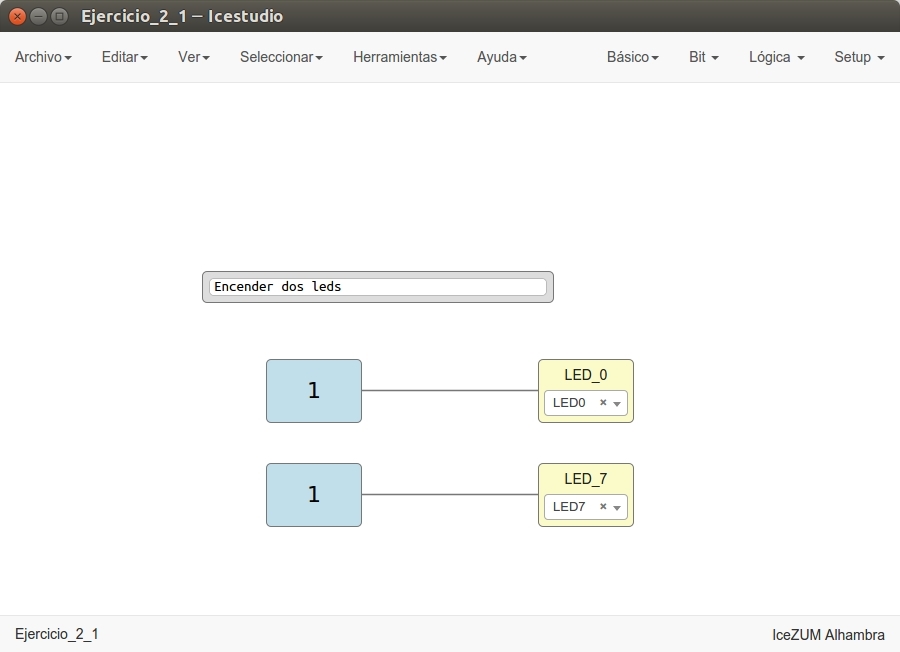 Ejercicio_2_1 – Icestudio
Archivo Editar Ver Seleccionar Herramientas Ayuda Básico Bit Lógica Setup
Encender dos leds
1 LED_0
LED0
1 LED_7
LED7
Ejercicio_2_1 IceZUM Alhambra